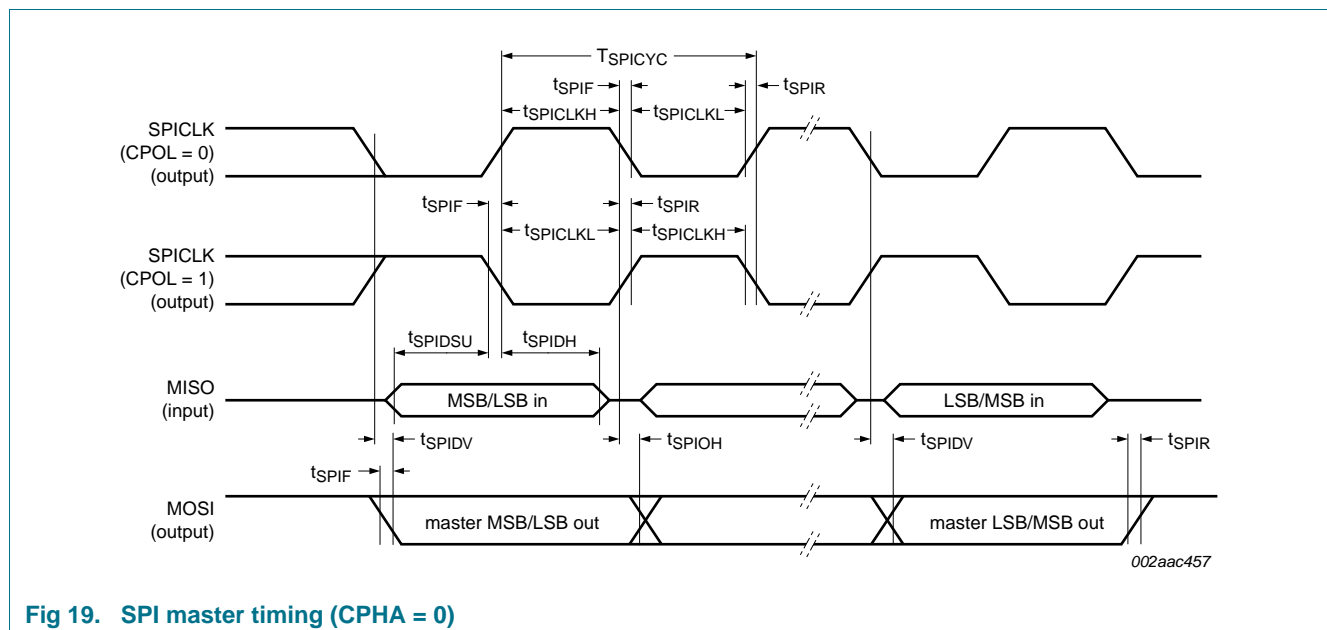 TSPICYC
tSPIF
tSPIR
tSPICLKH
tSPICLKL
SPICLK
(CPOL = 0)
(output)
tSPIF
tSPIR
tSPICLKL
tSPICLKH
SPICLK
(CPOL = 1)
(output)
tSPIDSU
tSPIDH
MISO
(input)
MSB/LSB in
LSB/MSB in
tSPIDV
tSPIOH
tSPIDV
tSPIR
tSPIF
MOSI
(output)
master MSB/LSB out
master LSB/MSB out
002aac457
Fig 19. SPI master timing (CPHA = 0)